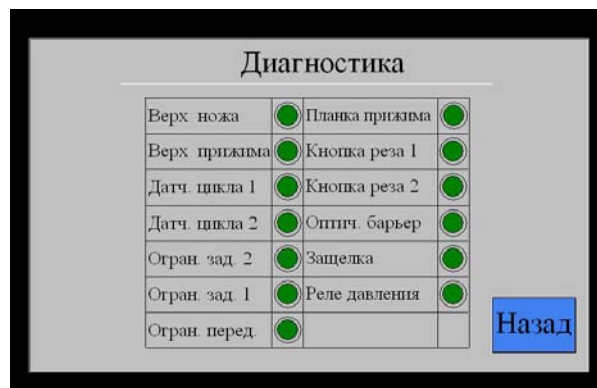 Диагностика
Верх ножа Планка прижима
Верх прижима Кнопка реза 1
Датч. цикла 1 Кнопка реза 2
Датч. цикла 2 Оптич. барьер
Огран. зад. 2 Защелка
Огран. зад. 1 Реле давления
Огран. перед.
Назад